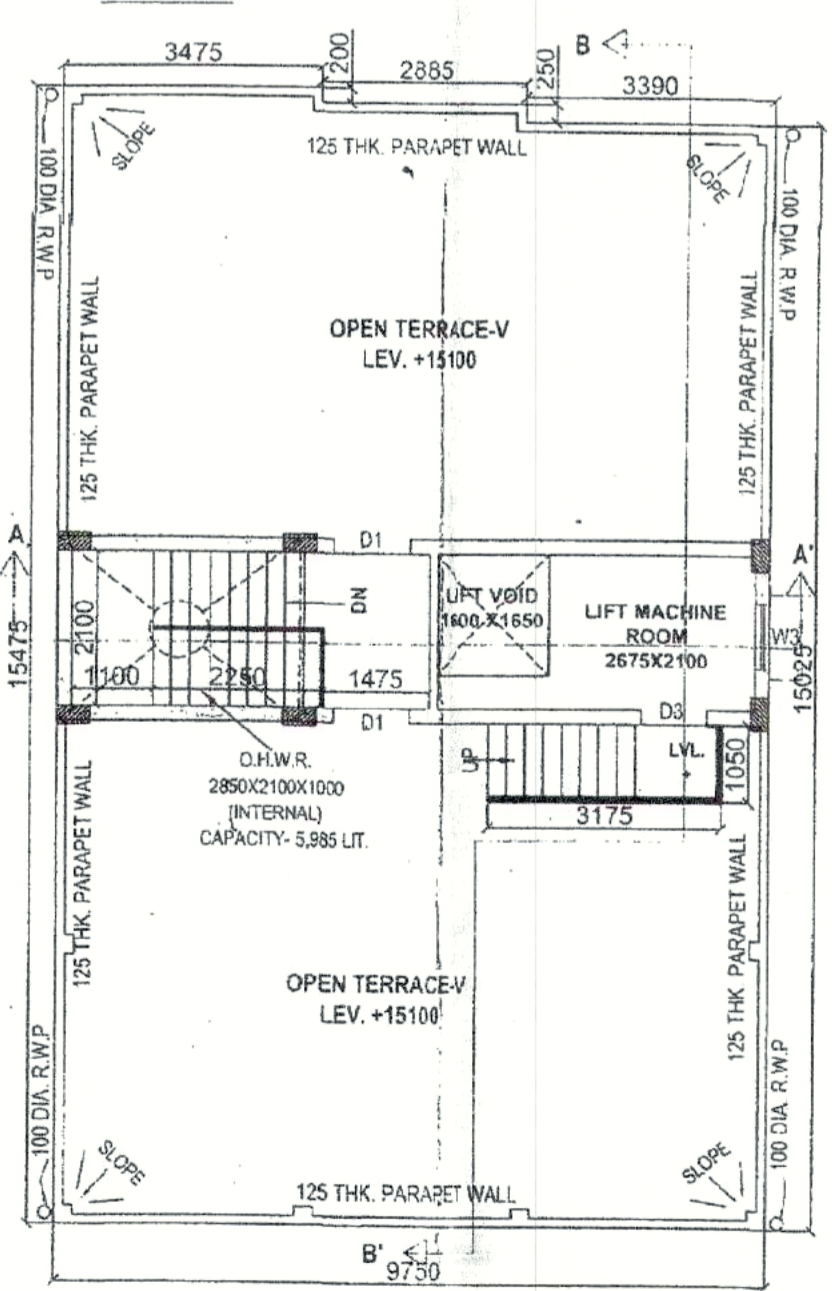 3475
200
2885
250
B
3390
SLOPE
125 THK. PARAPET WALL
SLOPE
100 DIA. R.W.P
100 DIA. R.W.P
125 THK. PARAPET WALL
125 THK. PARAPET WALL
OPEN TERRACE-V
LEV. +15100
A
D1
A'
DN
LIFT VOID
1600 X1650
LIFT MACHINE
ROOM
2675X2100
W3
2100
15475
15025
1100
2250
1475
D1
D3
O.H.W.R.
2850X2100X1000
(INTERNAL)
CAPACITY- 5,985 LIT.
UP
LVL.
1050
3175
125 THK. PARAPET WALL
125 THK. PARAPET WALL
OPEN TERRACE-V
LEV. +15100
100 DIA. R.W.P
100 DIA. R.W.P
SLOPE
SLOPE
125 THK. PARAPET WALL
B'
9750